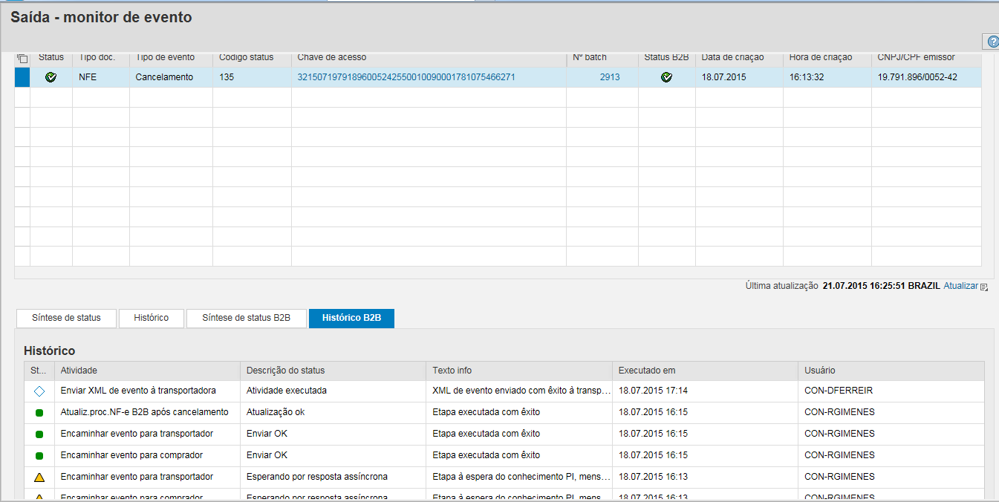 Saída - monitor de evento
Status Tipo doc. Tipo de evento Código status Chave de acesso Nº batch Status B2B Data de criação Hora de criação CNPJ/CPF emissor
NFE Cancelamento 135 32150719791896005242550010090001781075466271 2913 18.07.2015 16:13:32 19.791.896/0052-42
Última atualização 21.07.2015 16:25:51 BRAZIL Atualizar
Síntese de status Histórico Síntese de status B2B Histórico B2B
Histórico
St... Atividade Descrição do status Texto info Executado em Usuário
Enviar XML de evento à transportadora Atividade executada XML de evento enviado com êxito à transp... 18.07.2015 17:14 CON-DFERREIR
Atualiz.proc.NF-e B2B após cancelamento Atualização ok Etapa executada com êxito 18.07.2015 16:15 CON-RGIMENES
Encaminhar evento para transportador Enviar OK Etapa executada com êxito 18.07.2015 16:15 CON-RGIMENES
Encaminhar evento para comprador Enviar OK Etapa executada com êxito 18.07.2015 16:15 CON-RGIMENES
Encaminhar evento para transportador Esperando por resposta assíncrona Etapa à espera do conhecimento PI, mens... 18.07.2015 16:13 CON-RGIMENES
Encaminhar evento para comprador Esperando por resposta assíncrona Etapa à espera do conhecimento PI, mens... 18.07.2015 16:13 CON-RGIMENES